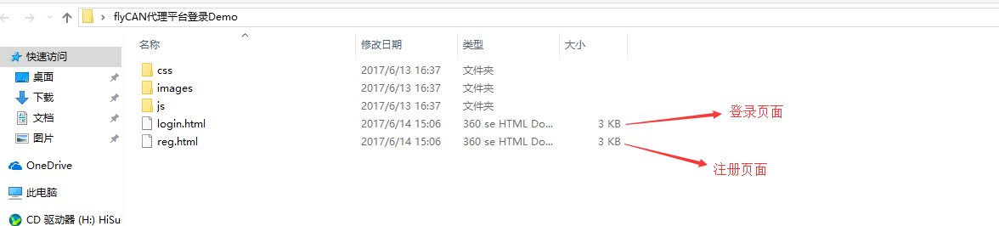 flyCAN代理平台登录Demo
名称 修改日期 类型 大小
快速访问
桌面
下载
文档
图片
OneDrive
此电脑
CD 驱动器 (H:) HiSu
css 2017/6/13 16:37 文件夹
images 2017/6/13 16:37 文件夹
js 2017/6/13 16:37 文件夹
login.html 2017/6/14 15:06 360 se HTML Do... 3 KB
登录页面
reg.html 2017/6/14 15:06 360 se HTML Do... 3 KB
注册页面